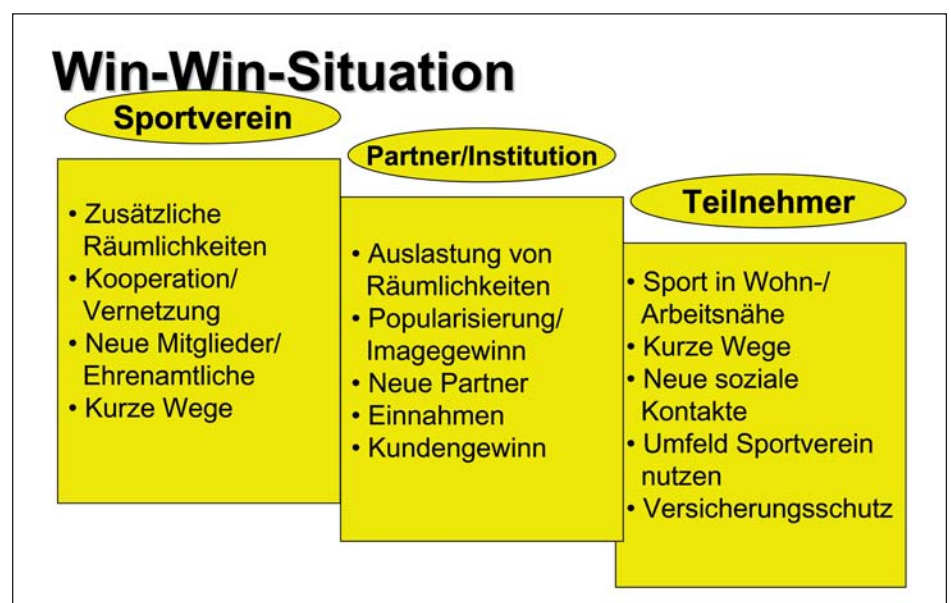 Win-Win-Situation
Sportverein
• Zusätzliche
Räumlichkeiten
• Kooperation/
Vernetzung
• Neue Mitglieder/
Ehrenamtliche
• Kurze Wege
Partner/Institution
• Auslastung von
Räumlichkeiten
• Popularisierung/
Imagegewinn
• Neue Partner
• Einnahmen
• Kundengewinn
Teilnehmer
• Sport in Wohn-/
Arbeitsnähe
• Kurze Wege
• Neue soziale
Kontakte
• Umfeld Sportverein
nutzen
• Versicherungsschutz